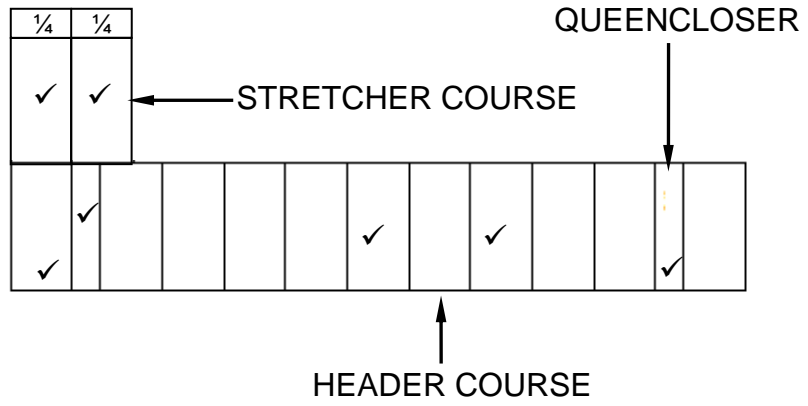 QUEENCLOSER
¼ ¼
STRETCHER COURSE
HEADER COURSE